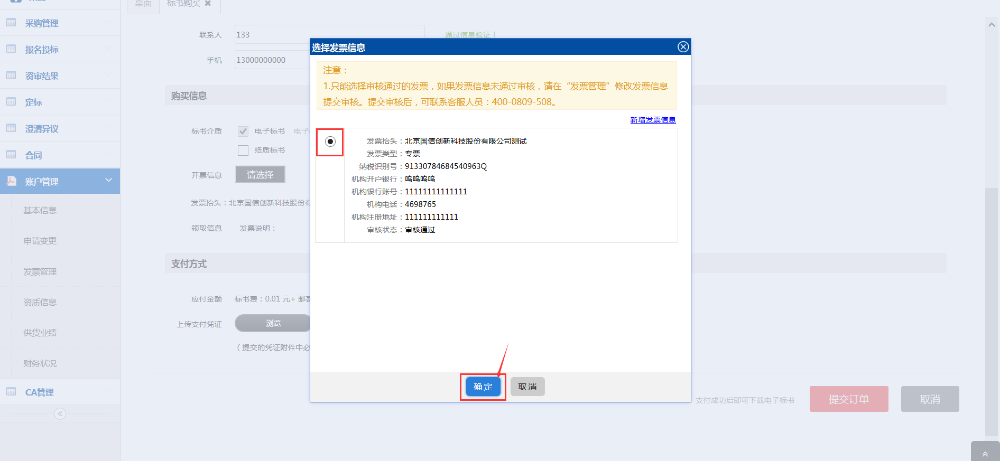 桌面
标书购买
采购管理
报名投标
资审结果
定标
澄清异议
合同
账户管理
基本信息
申请变更
发票管理
资质信息
供货业绩
财务状况
CA管理
联系人 133
通过信息验证！
手机 13000000000
购买信息
标书介质 电子标书 电子
纸质标书
开票信息 请选择
发票抬头：北京国信创新科技股份有
领取信息 发票说明：
支付方式
应付金额 标书费：0.01 元+ 邮寄
上传支付凭证 浏览
（提交的凭证附件中必
选择发票信息
注意：
1.只能选择审核通过的发票，如果发票信息未通过审核，请在“发票管理”修改发票信息
提交审核。提交审核后，可联系客服人员：400-0809-508。
新增发票信息
发票抬头：北京国信创新科技股份有限公司测试
发票类型：专票
纳税识别号：91330784684540963Q
机构开户银行：呜呜呜呜
机构银行账号：11111111111111
机构电话：4698765
机构注册地址：111111111111
审核状态：审核通过
确定 取消
支付成功后即可下载电子标书 提交订单 取消